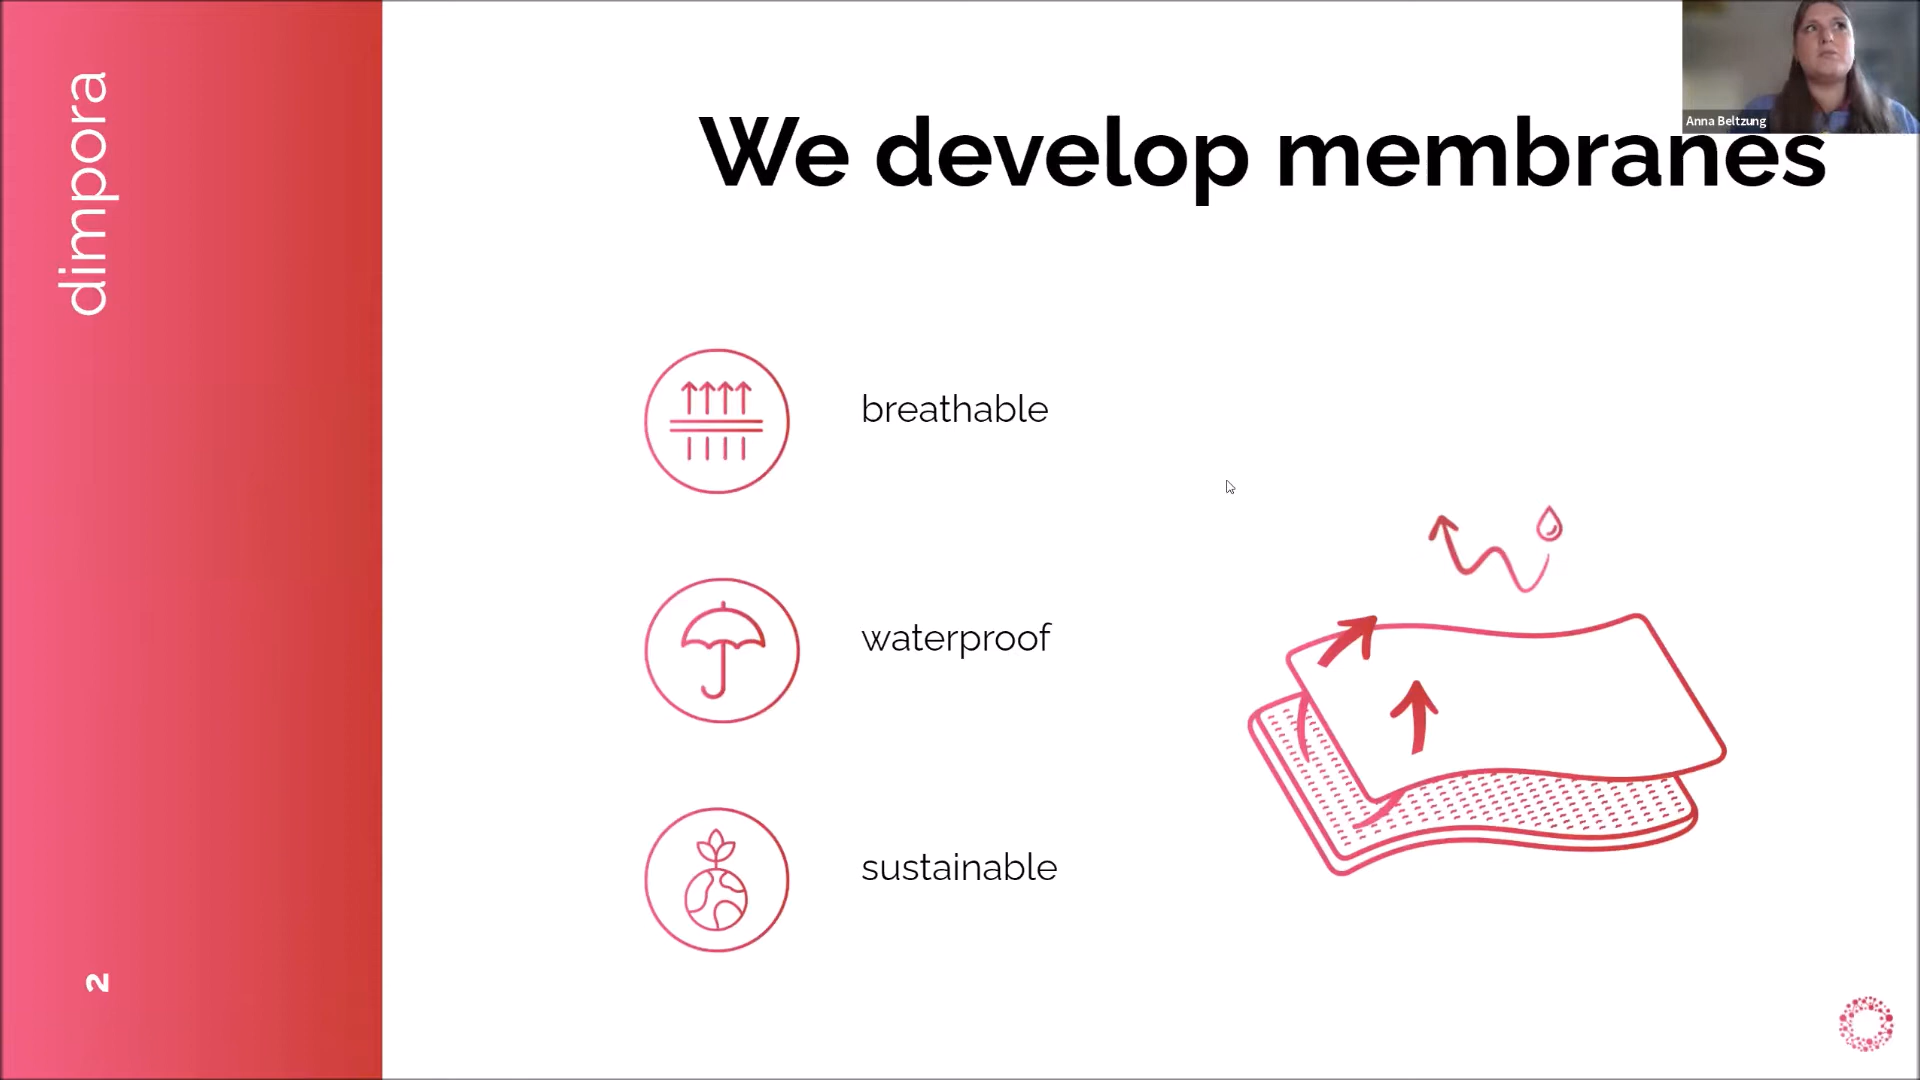 dimpora
We develop membranes
Anna Beltzung
breathable
waterproof
sustainable
2